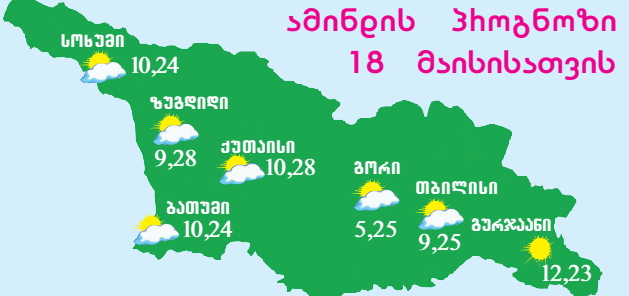 ამინდის პროგნოზი
18 მაისისათვის
სოხუმი
10,24
ზუგდიდი
9,28
ქუთაისი
10,28
გორი
5,25
თბილისი
9,25
ბათუმი
10,24
გურჯაანი
12,23